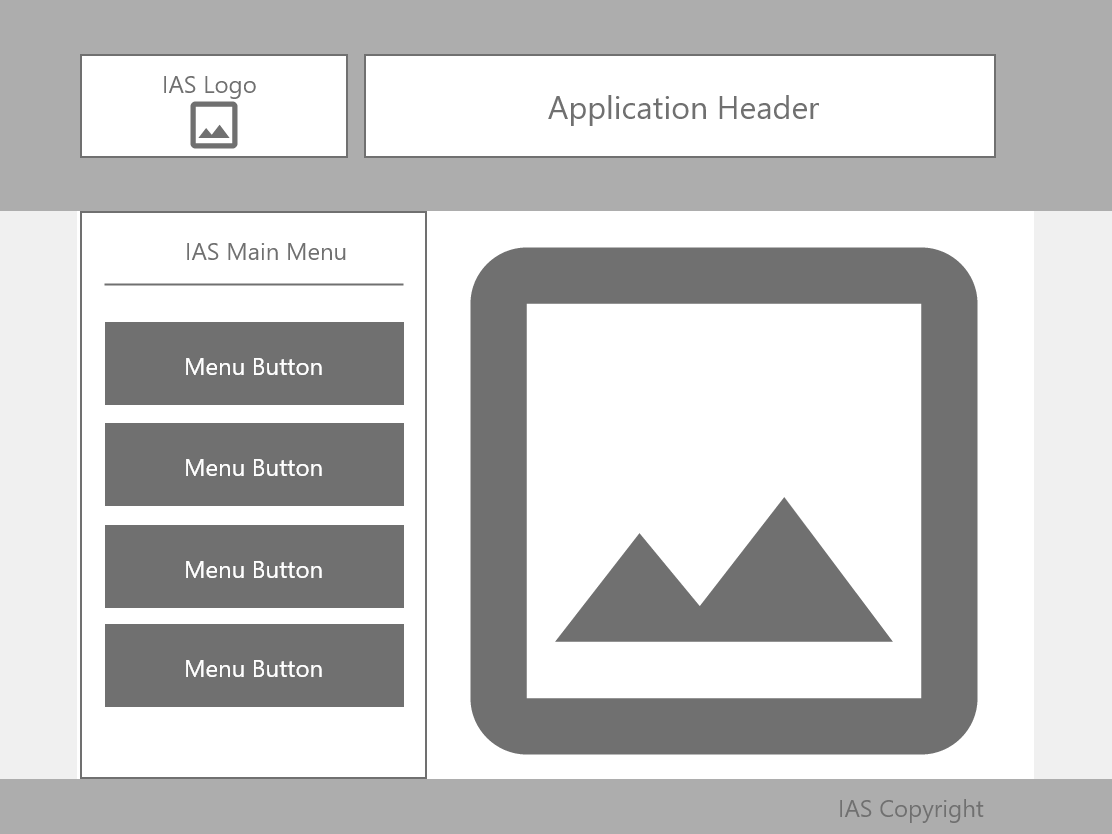 IAS Logo
Application Header
IAS Main Menu
Menu Button
Menu Button
Menu Button
Menu Button
IAS Copyright